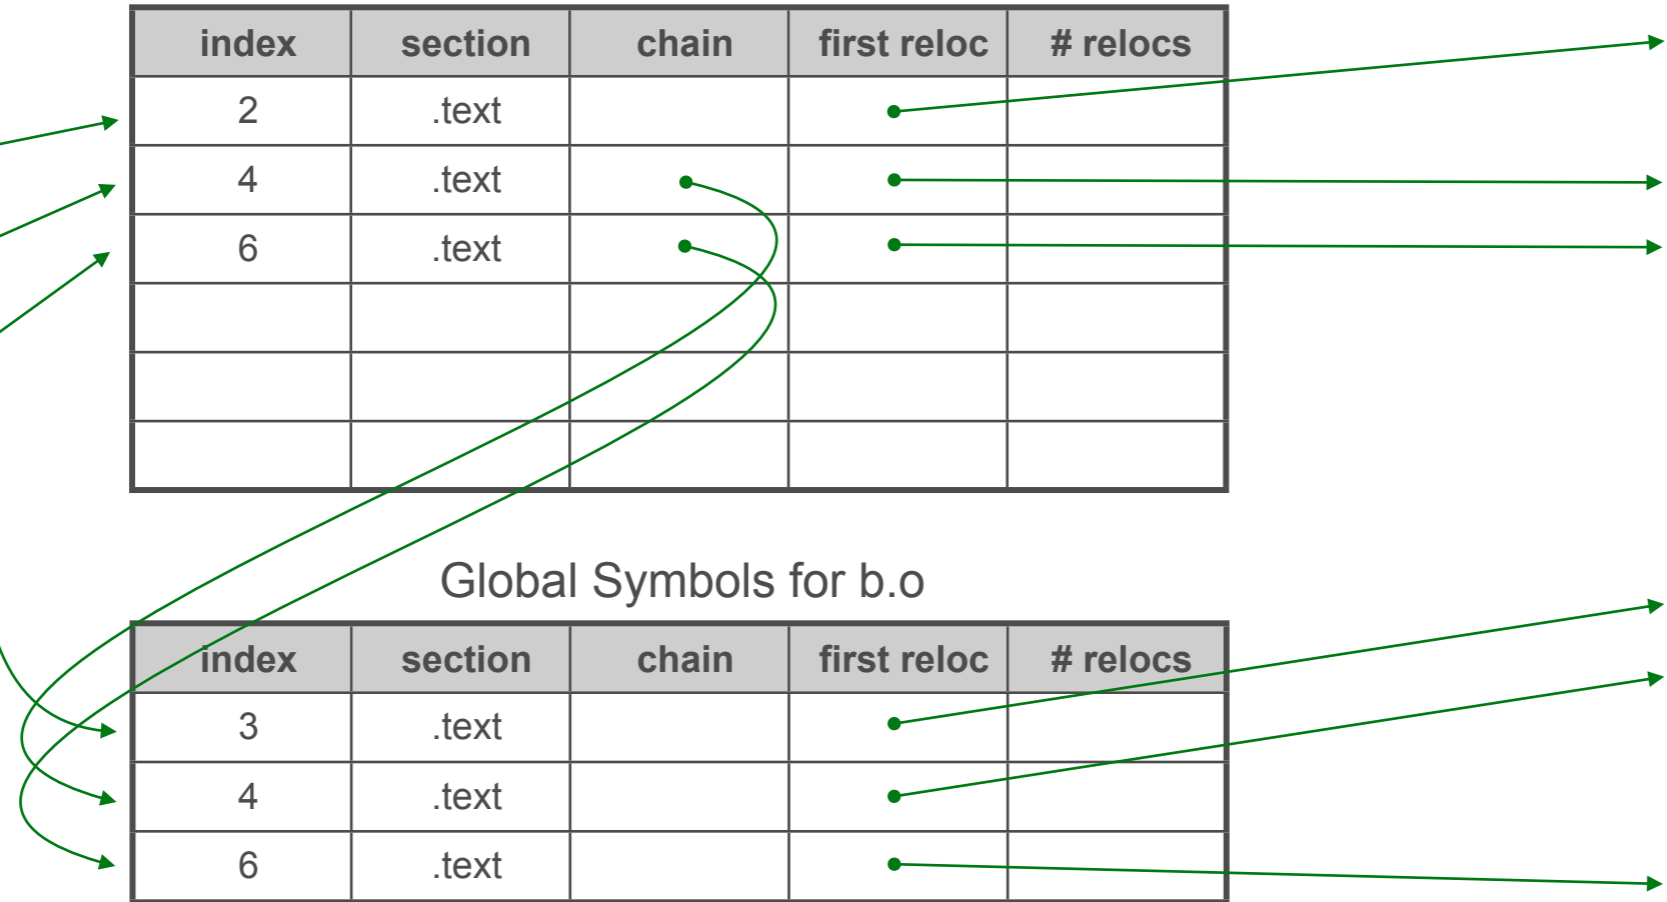 index section chain first reloc # relocs
2 .text
4 .text
6 .text
Global Symbols for b.o
index section chain first reloc # relocs
3 .text
4 .text
6 .text